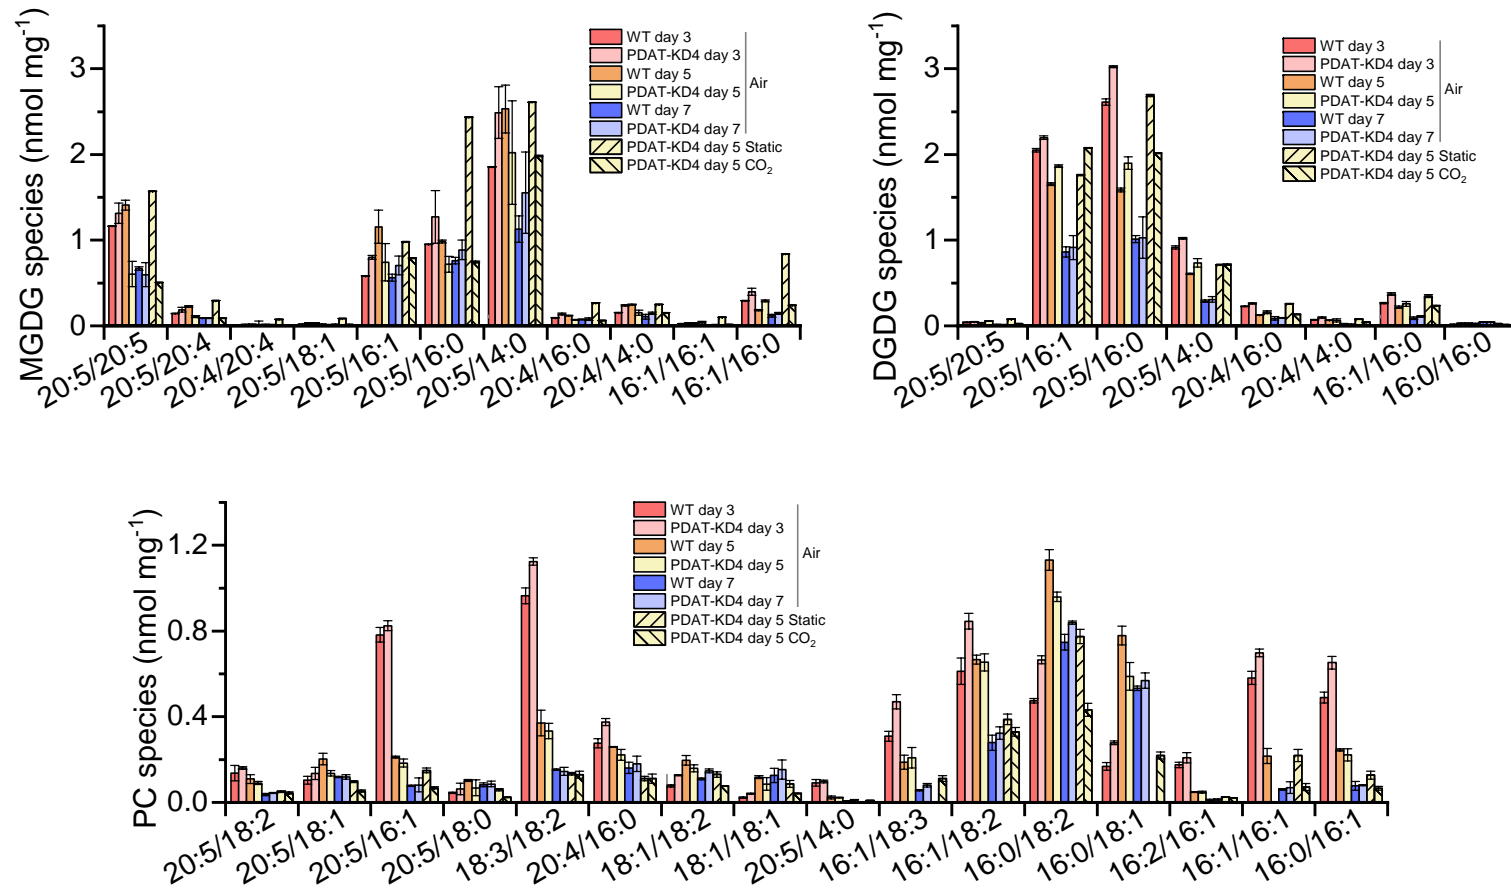 MGDG species (nmol mg⁻¹)
3
2
1
0
WT day 3
PDAT-KD4 day 3
WT day 5
PDAT-KD4 day 5
WT day 7
PDAT-KD4 day 7
PDAT-KD4 day 5 Static
PDAT-KD4 day 5 CO₂
Air
20:5/20:5
20:5/20:4
20:4/20:4
20:5/18:1
20:5/16:1
20:5/16:0
20:5/14:0
20:4/16:0
20:4/14:0
16:1/16:1
16:1/16:0
DGDG species (nmol mg⁻¹)
3
2
1
0
WT day 3
PDAT-KD4 day 3
WT day 5
PDAT-KD4 day 5
WT day 7
PDAT-KD4 day 7
PDAT-KD4 day 5 Static
PDAT-KD4 day 5 CO₂
Air
20:5/20:5
20:5/16:1
20:5/16:0
20:5/14:0
20:4/16:0
20:4/14:0
16:1/16:0
16:0/16:0
PC species (nmol mg⁻¹)
1.2
0.8
0.4
0.0
WT day 3
PDAT-KD4 day 3
WT day 5
PDAT-KD4 day 5
WT day 7
PDAT-KD4 day 7
PDAT-KD4 day 5 Static
PDAT-KD4 day 5 CO₂
Air
20:5/18:2
20:5/18:1
20:5/16:1
20:5/18:0
18:3/18:2
20:4/16:0
18:1/18:2
18:1/18:1
20:5/14:0
16:1/18:3
16:1/18:2
16:0/18:2
16:0/18:1
16:2/16:1
16:1/16:1
16:0/16:1